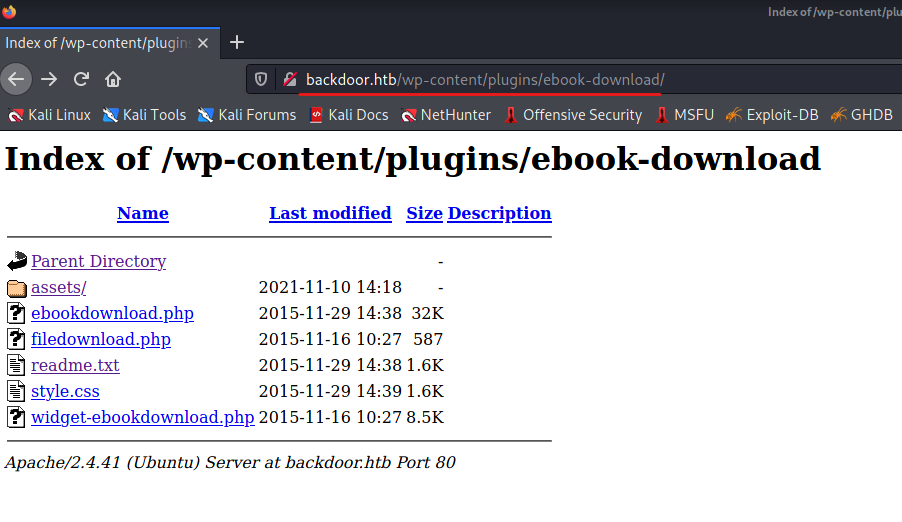 Index of /wp-content/plu
Index of /wp-content/plugins
backdoor.htb/wp-content/plugins/ebook-download/
Kali Linux Kali Tools Kali Forums Kali Docs NetHunter Offensive Security MSFU Exploit-DB GHDB
Index of /wp-content/plugins/ebook-download
Name Last modified Size Description
Parent Directory -
assets/ 2021-11-10 14:18 -
ebookdownload.php 2015-11-29 14:38 32K
filedownload.php 2015-11-16 10:27 587
readme.txt 2015-11-29 14:38 1.6K
style.css 2015-11-29 14:39 1.6K
widget-ebookdownload.php 2015-11-16 10:27 8.5K
Apache/2.4.41 (Ubuntu) Server at backdoor.htb Port 80